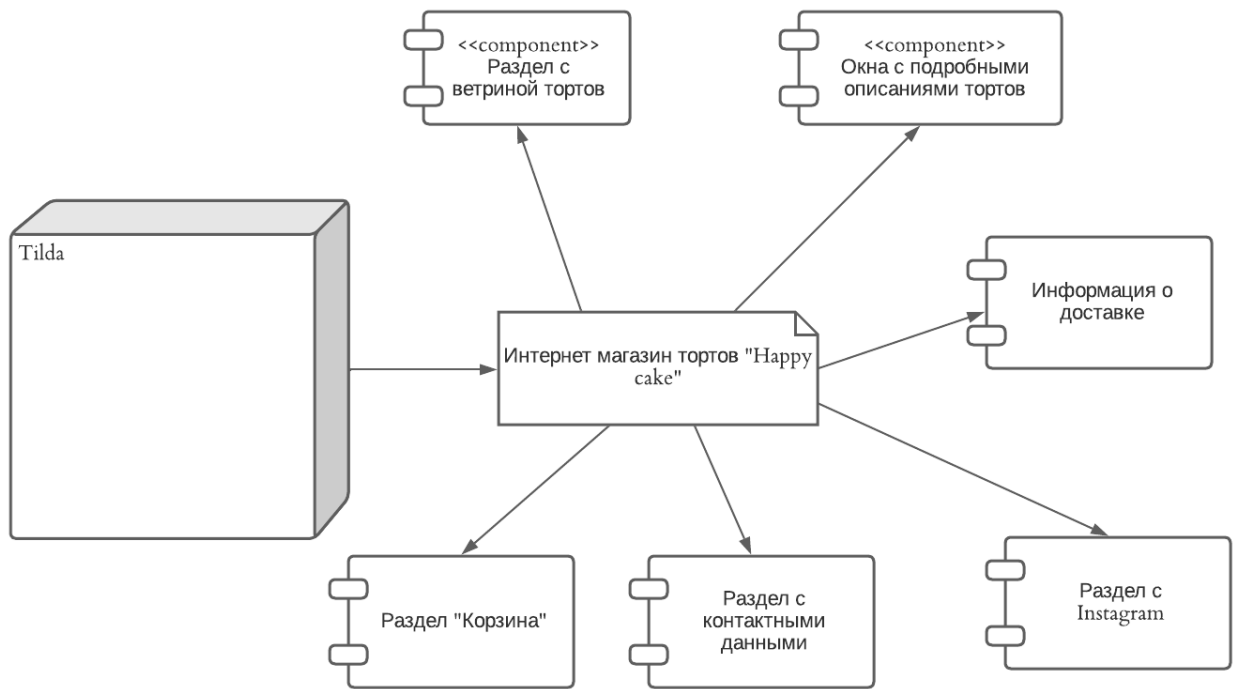 <<component>>
Раздел с
ветриной тортов
<<component>>
Окна с подробными
описаниями тортов
Tilda
Информация о
доставке
Интернет магазин тортов "Happy
cake"
Раздел "Корзина"
Раздел с
контактными
данными
Раздел с
Instagram